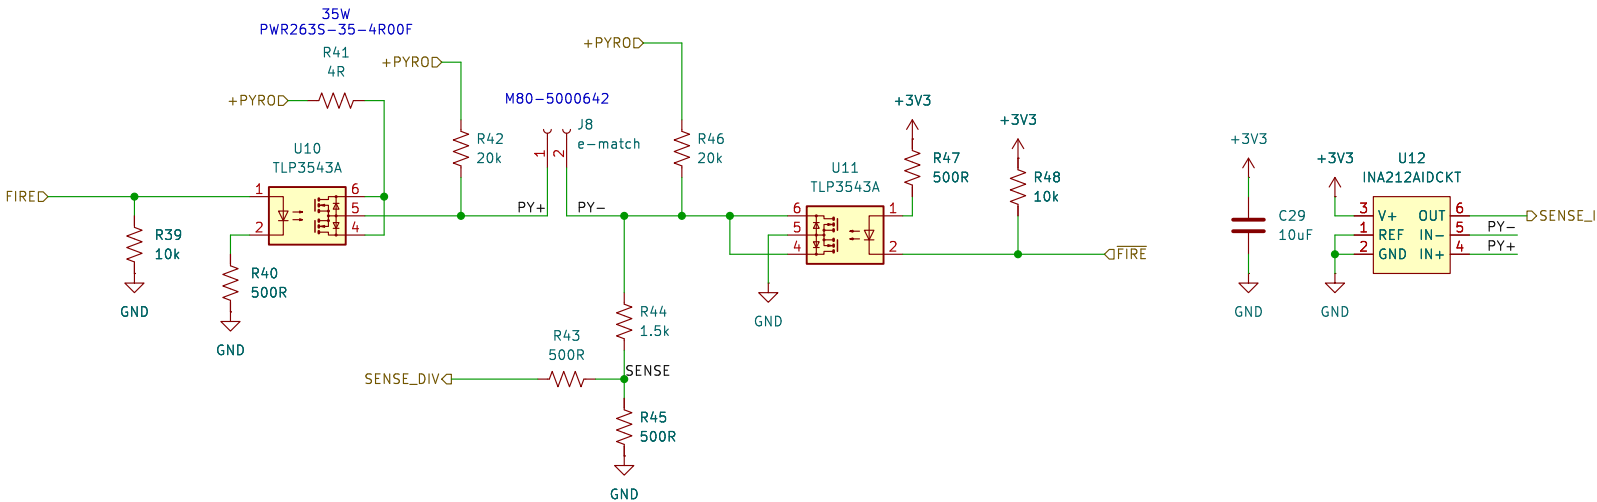 35W
PWR263S-35-4R00F
R41
4R
+PYRO
+PYRO
+PYRO
M80-5000642
J8
e-match
1
2
R42
20k
R46
20k
U10
TLP3543A
1
2
6
5
4
FIRE
R39
10k
GND
R40
500R
GND
PY+
PY-
U11
TLP3543A
6
5
4
1
2
GND
+3V3
R47
500R
+3V3
R48
10k
FIRE
R44
1.5k
R43
500R
SENSE_DIV
SENSE
R45
500R
GND
+3V3
C29
10uF
GND
+3V3
U12
INA212AIDCKT
3 V+ OUT 6
1 REF IN- 5
2 GND IN+ 4
SENSE_I
PY-
PY+
GND